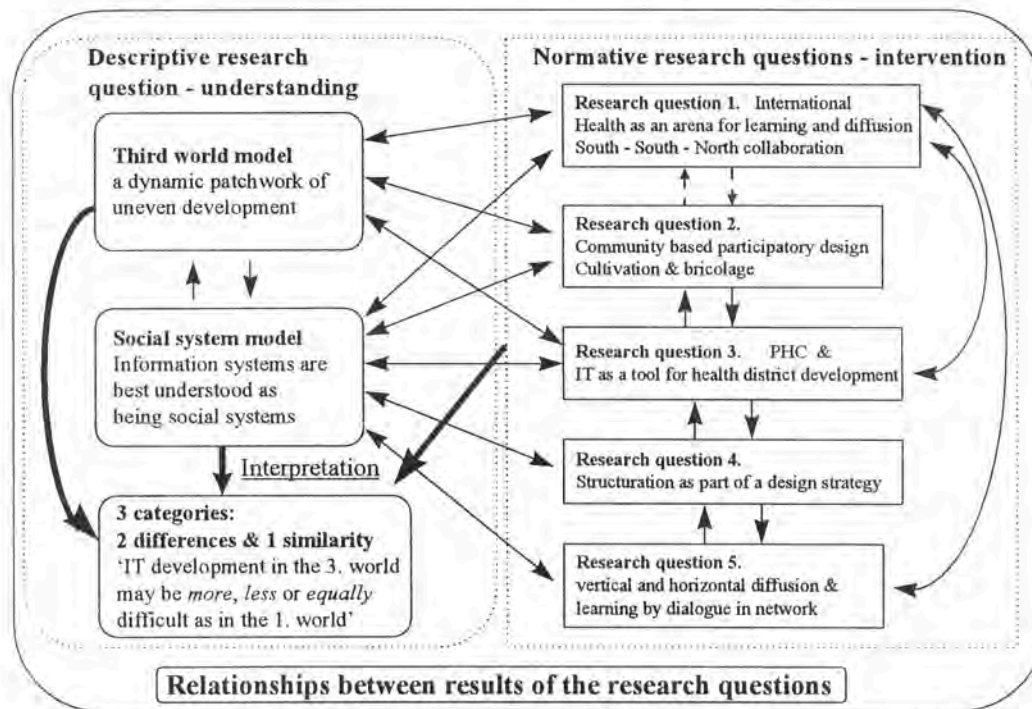 Descriptive research
question - understanding
Third world model
a dynamic patchwork of
uneven development
Social system model
Information systems are
best understood as
being social systems
Interpretation
3 categories:
2 differences & 1 similarity
‘IT development in the 3. world
may be more, less or equally
difficult as in the 1. world’
Normative research questions - intervention
Research question 1. International
Health as an arena for learning and diffusion
South - South - North collaboration
Research question 2.
Community based participatory design
Cultivation & bricolage
Research question 3. PHC &
IT as a tool for health district development
Research question 4.
Structuration as part of a design strategy
Research question 5.
vertical and horizontal diffusion &
learning by dialogue in network
Relationships between results of the research questions